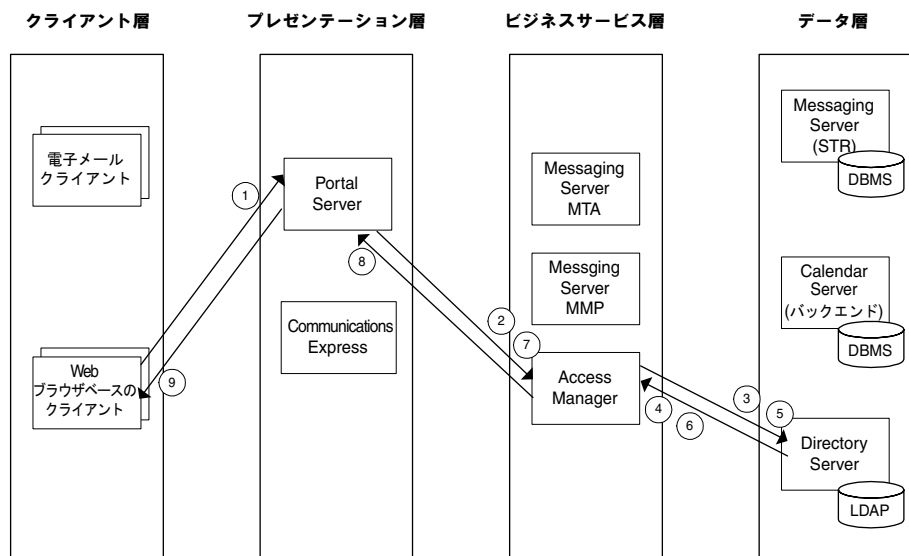 クライアント層
プレゼンテーション層
ビジネスサービス層
データ層
電子メール
クライアント
Web
ブラウザベースの
クライアント
1
9
Portal
Server
8
Communications
Express
2
7
Messaging
Server
MTA
Messging
Server
MMP
Access
Manager
4
6
3
5
Messaging
Server
(STR)
DBMS
Calendar
Server
(バックエンド)
DBMS
Directory
Server
LDAP